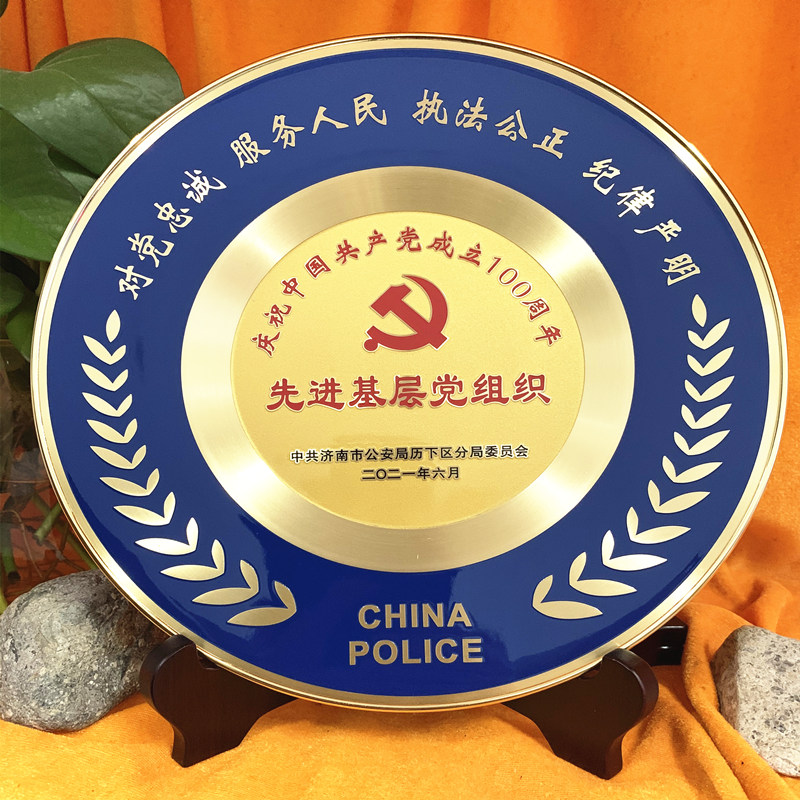 对党忠诚 服务人民 执法公正 纪律严明
庆祝中国共产党成立100周年
先进基层党组织
中共济南市公安局历下区分局委员会
二〇二一年六月
CHINA
POLICE